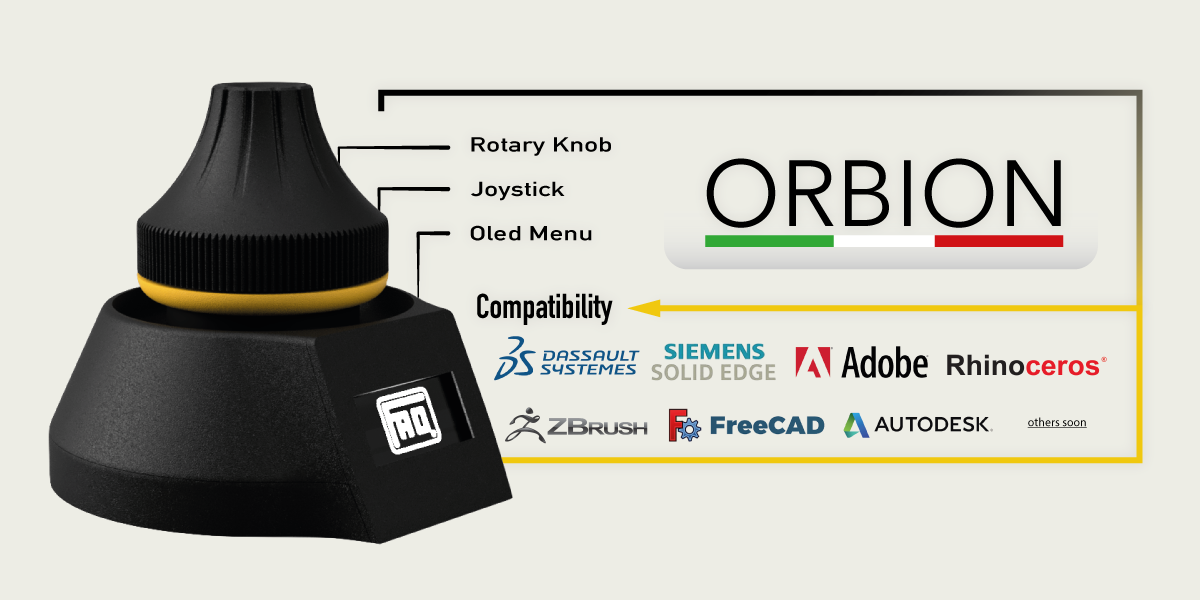 Rotary Knob
Joystick
Oled Menu
ORBION
Compatibility
DASSAULT
SYSTEMES
SIEMENS
SOLID EDGE
Adobe
Rhinoceros®
ZBRUSH
FreeCAD
AUTODESK.
others soon